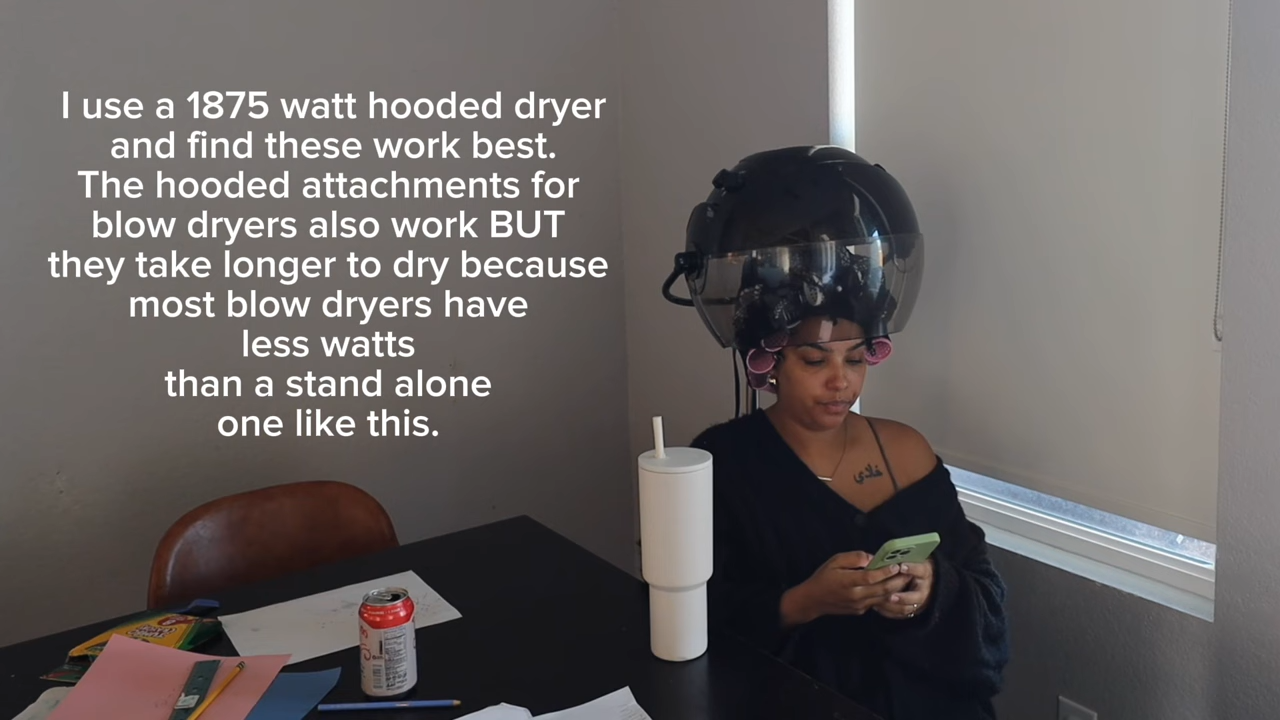 I use a 1875 watt hooded dryer
and find these work best.
The hooded attachments for
blow dryers also work BUT
they take longer to dry because
most blow dryers have
less watts
than a stand alone
one like this.